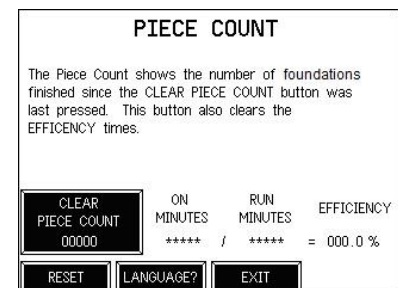 PIECE COUNT
The Piece Count shows the number of foundations
finished since the CLEAR PIECE COUNT button was
last pressed. This button also clears the
EFFICENCY times.
CLEAR
PIECE COUNT
00000
ON
MINUTES
*****
/
RUN
MINUTES
*****
EFFICIENCY
= 000.0 %
RESET
LANGUAGE?
EXIT